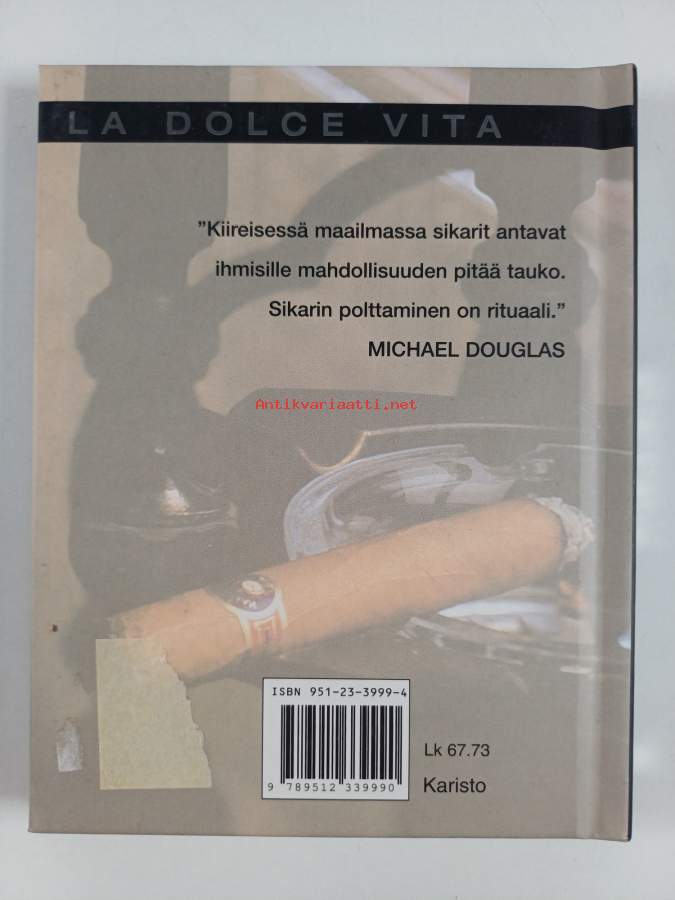 LA DOLCE VITA
”Kiireisessä maailmassa sikarit antavat
ihmisille mahdollisuuden pitää tauko.
Sikarin polttaminen on rituaali.”
MICHAEL DOUGLAS
Antikvariaatti.net
ISBN 951-23-3999-4
9 789512 339990
Lk 67.73
Karisto